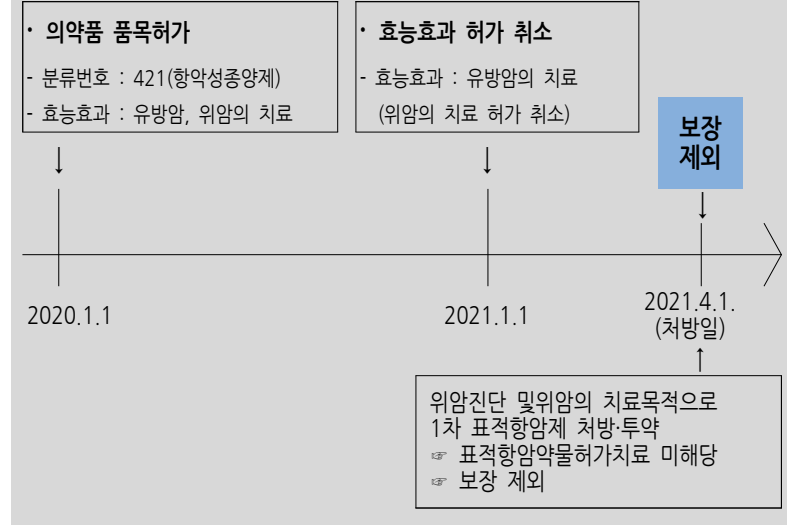 · 의약품 품목허가
- 분류번호 : 421(항악성종양제)
- 효능효과 : 유방암, 위암의 치료
· 효능효과 허가 취소
- 효능효과 : 유방암의 치료
(위암의 치료 허가 취소)
보장
제외
↓
↓
↓
2020.1.1
2021.1.1
2021.4.1.
(처방일)
↑
위암진단 및위암의 치료목적으로
1차 표적항암제 처방·투약
☞ 표적항암약물허가치료 미해당
☞ 보장 제외